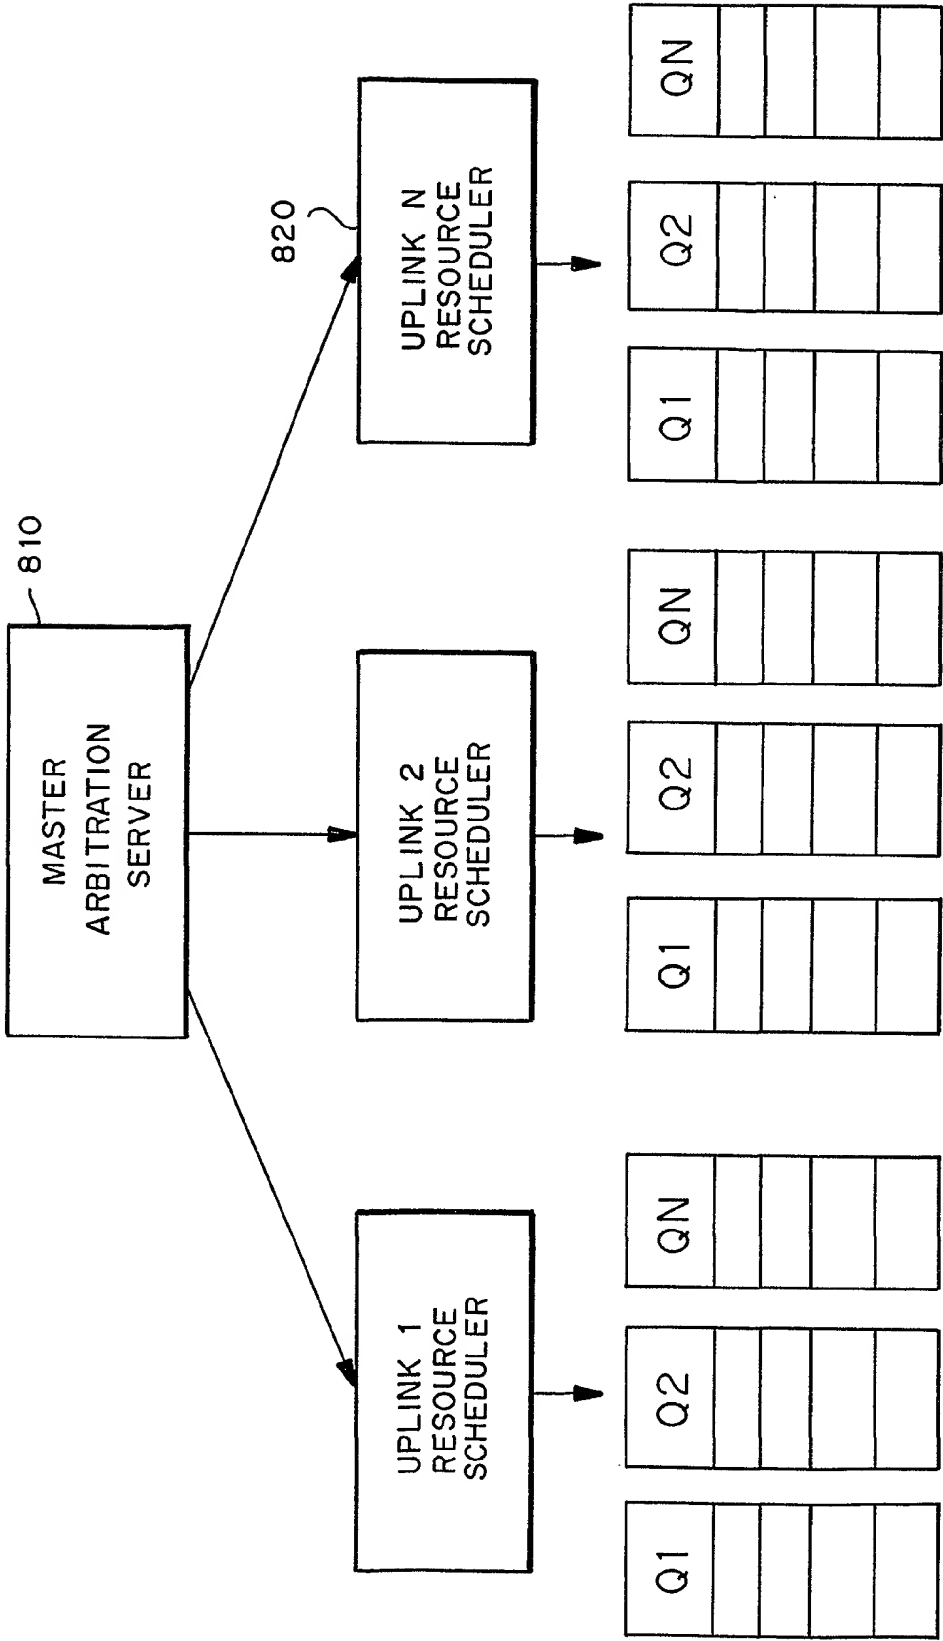 MASTER
ARBITRATION
SERVER
810
UPLINK 1
RESOURCE
SCHEDULER
UPLINK 2
RESOURCE
SCHEDULER
UPLINK N
RESOURCE
SCHEDULER
820
Q1
Q2
QN
Q1
Q2
QN
Q1
Q2
QN